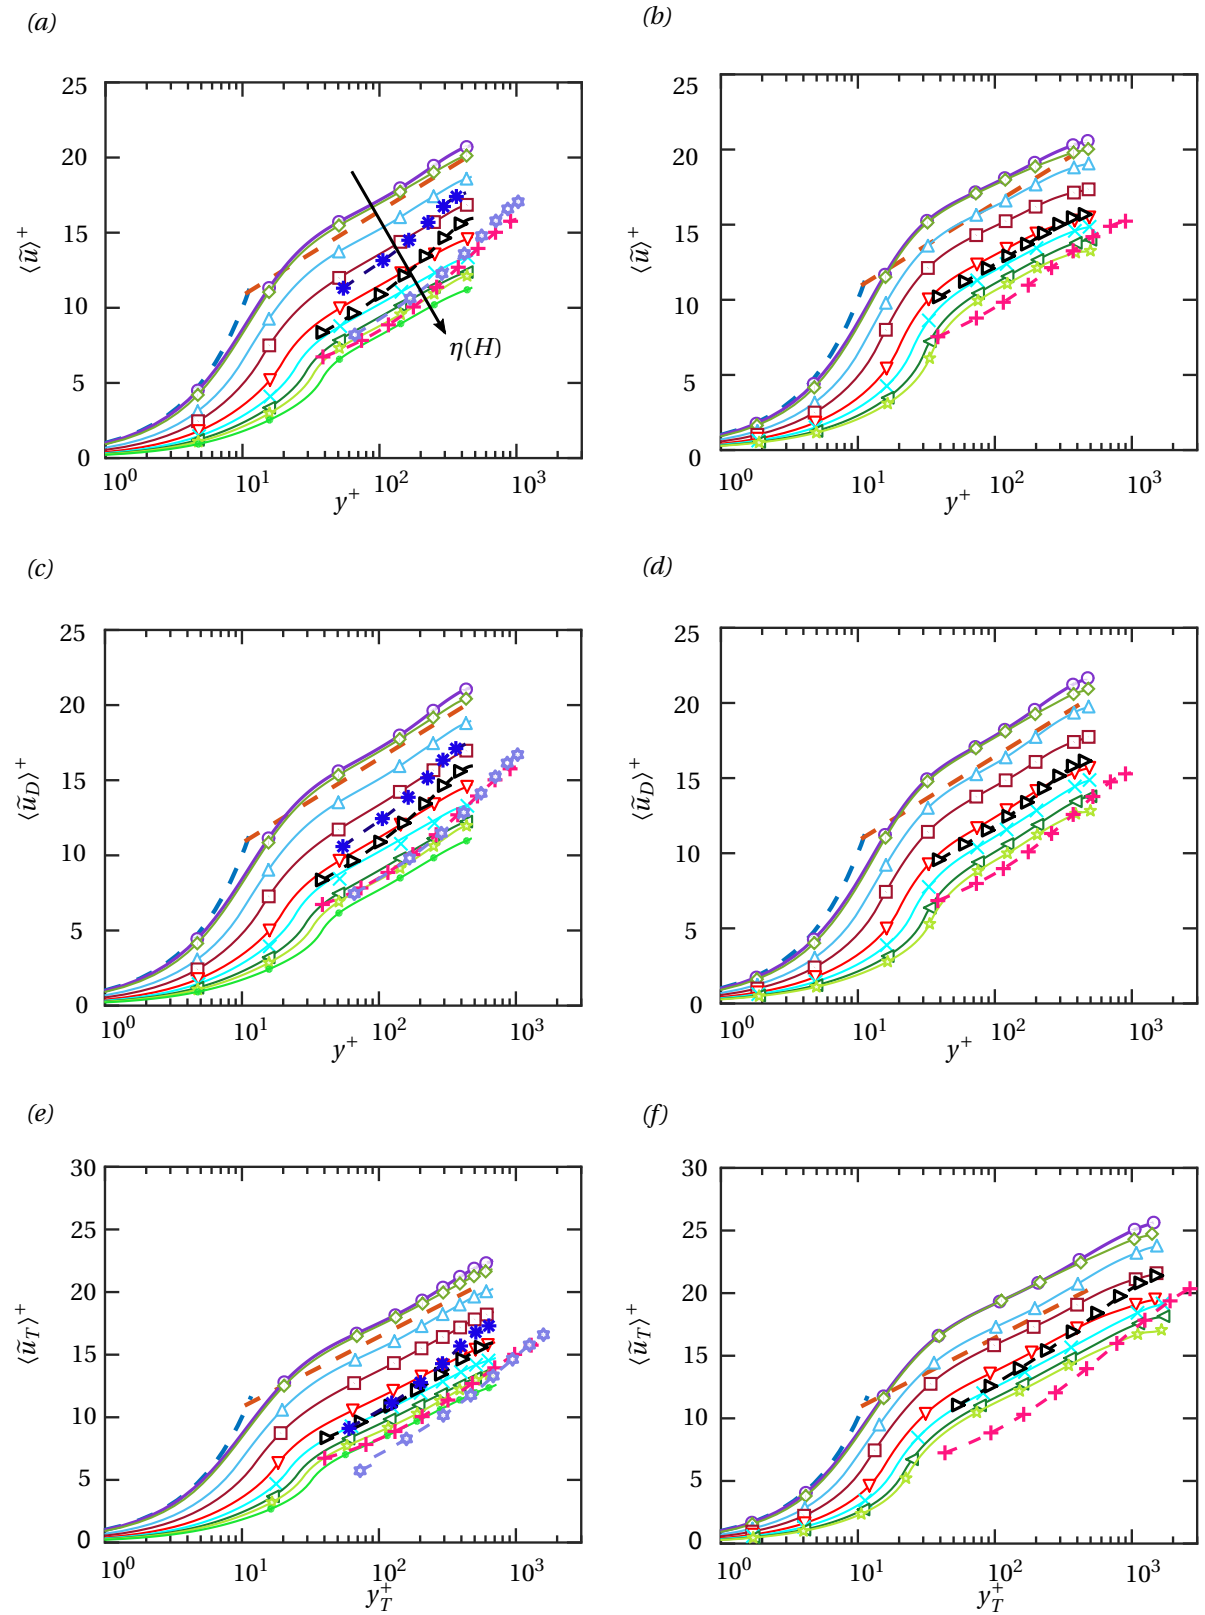 (a) (b)
25 25
20 20
15 15
⟨ũ⟩⁺ ⟨ũ⟩⁺
10 10
η(H)
5 5
0 0
10⁰ 10¹ 10² 10³ 10⁰ 10¹ 10² 10³
y⁺ y⁺
(c) (d)
25 25
20 20
15 15
⟨ũ_D⟩⁺ ⟨ũ_D⟩⁺
10 10
5 5
0 0
10⁰ 10¹ 10² 10³ 10⁰ 10¹ 10² 10³
y⁺ y⁺
(e) (f)
30 30
25 25
20 20
⟨ũ_T⟩⁺ ⟨ũ_T⟩⁺
15 15
10 10
5 5
0 0
10⁰ 10¹ 10² 10³ 10⁰ 10¹ 10² 10³
y_T⁺ y_T⁺